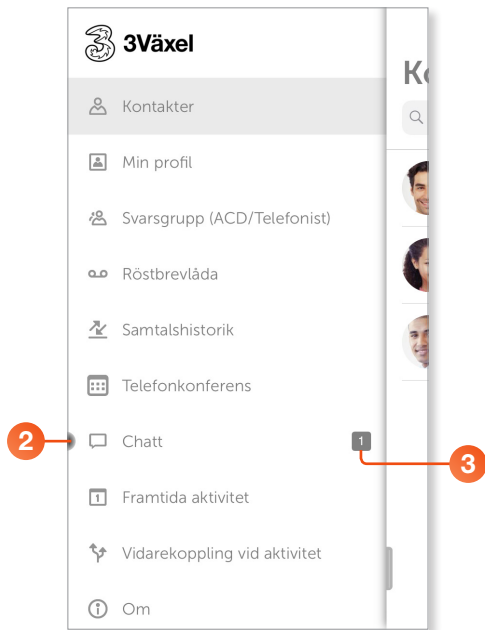 3Växel
Kontakter
Min profil
Svarsgrupp (ACD/Telefonist)
Röstbrevlåda
Samtalshistorik
Telefonkonferens
2
Chatt
1
3
1
Framtida aktivitet
Vidarekoppling vid aktivitet
Om